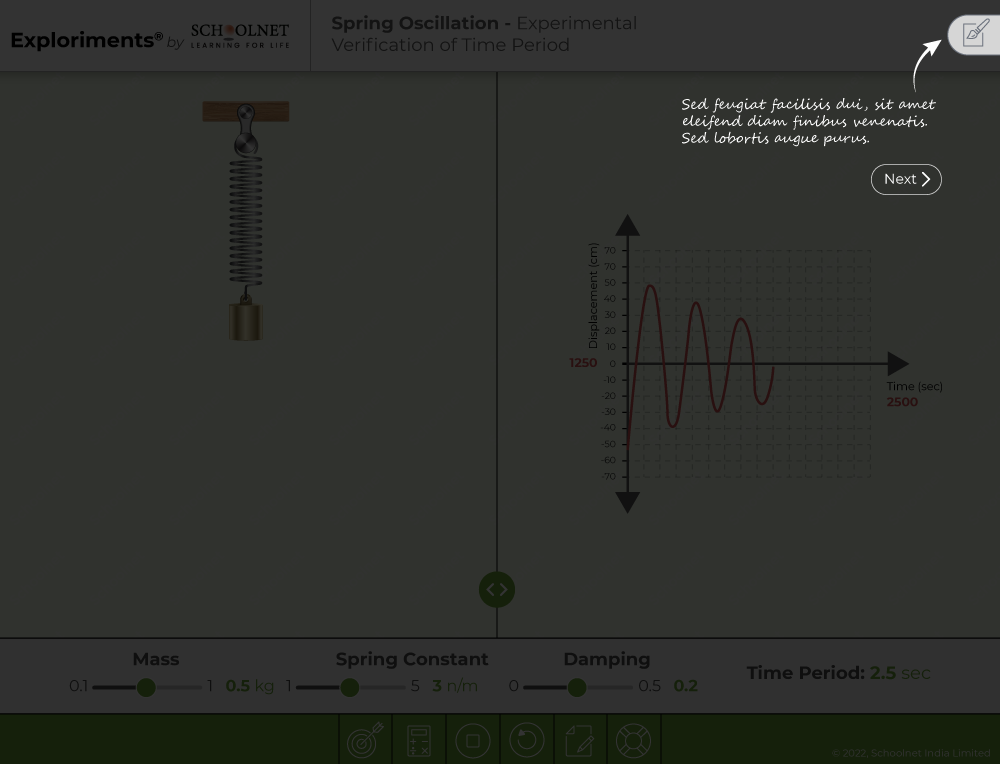 Exploriments® by SCHOOLNET
LEARNING FOR LIFE
Spring Oscillation - Experimental
Verification of Time Period
Sed feugiat facilisis dui, sit amet
eleifend diam finibus venenatis.
Sed lobortis augue purus.
Next
Displacement (cm)
70
70
50
40
30
20
10
1250 0
-10
-20
-30
-40
-50
-60
-70
Time (sec)
2500
Mass
0.1 1 0.5 kg
Spring Constant
1 5 3 n/m
Damping
0 0.5 0.2
Time Period: 2.5 sec
© 2022, Schoolnet India Limited